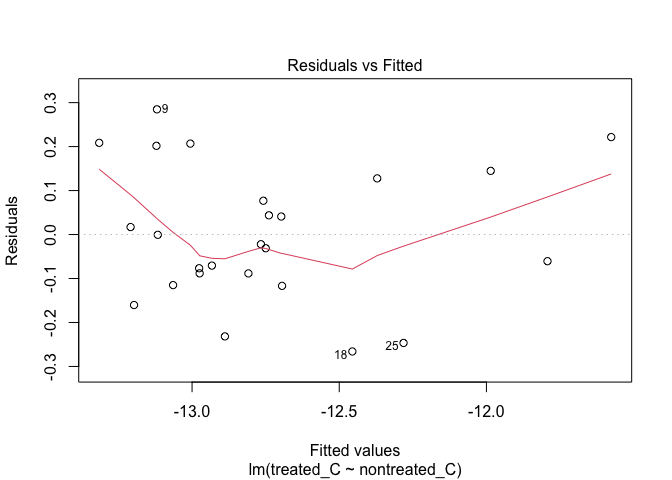 Residuals vs Fitted
Residuals
0.3
0.2
0.1
0.0
-0.1
-0.2
-0.3
9
18
25
-13.0 -12.5 -12.0
Fitted values
lm(treated_C ~ nontreated_C)